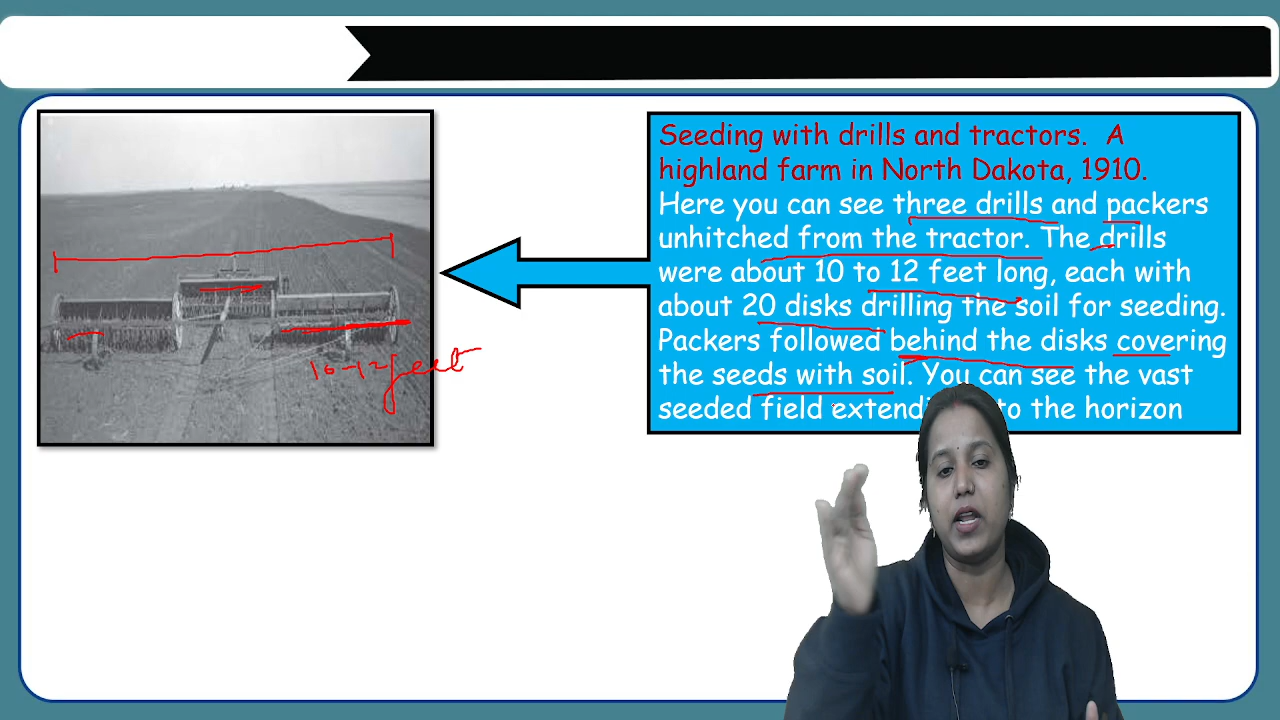 Seeding with drills and tractors. A
highland farm in North Dakota, 1910.
Here you can see three drills and packers
unhitched from the tractor. The drills
were about 10 to 12 feet long, each with
about 20 disks drilling the soil for seeding.
Packers followed behind the disks covering
the seeds with soil. You can see the vast
seeded field to the horizon
10-12 feet